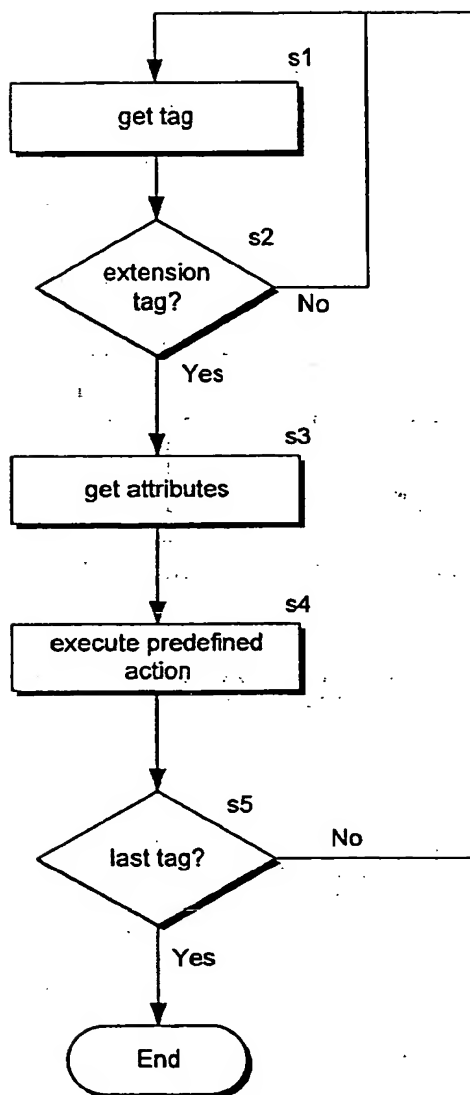 s1
get tag
s2
extension
tag?
No
Yes
s3
get attributes
s4
execute predefined
action
s5
last tag?
No
Yes
End